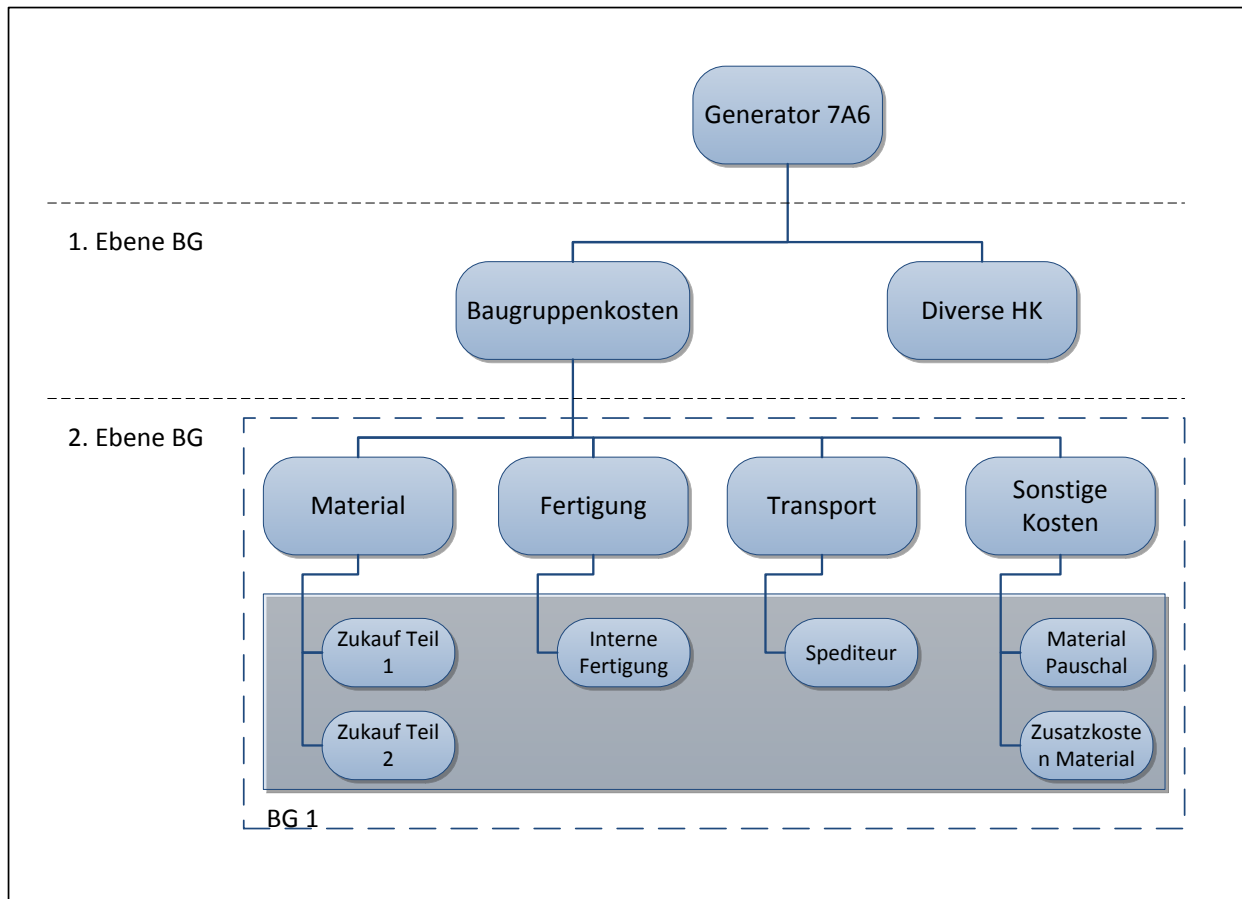 Generator 7A6
1. Ebene BG
Baugruppenkosten
Diverse HK
2. Ebene BG
Material
Fertigung
Transport
Sonstige
Kosten
Zukauf Teil
1
Interne
Fertigung
Spediteur
Material
Pauschal
Zukauf Teil
2
Zusatzkoste
n Material
BG 1